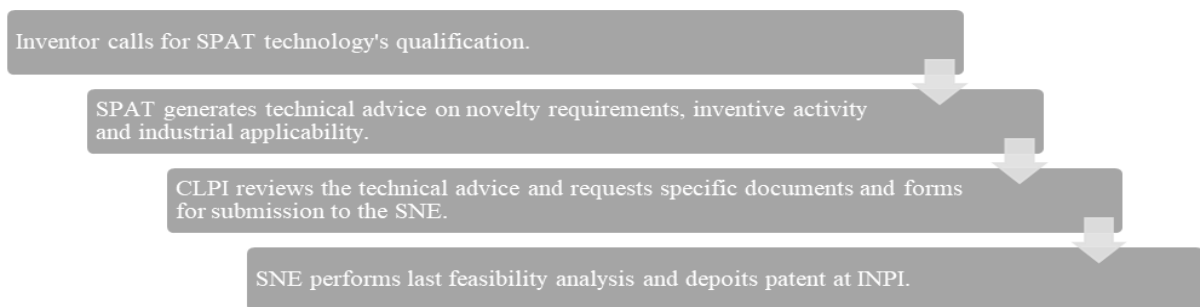 Inventor calls for SPAT technology's qualification.
SPAT generates technical advice on novelty requirements, inventive activity
and industrial applicability.
CLPI reviews the technical advice and requests specific documents and forms
for submission to the SNE.
SNE performs last feasibility analysis and depoits patent at INPI.